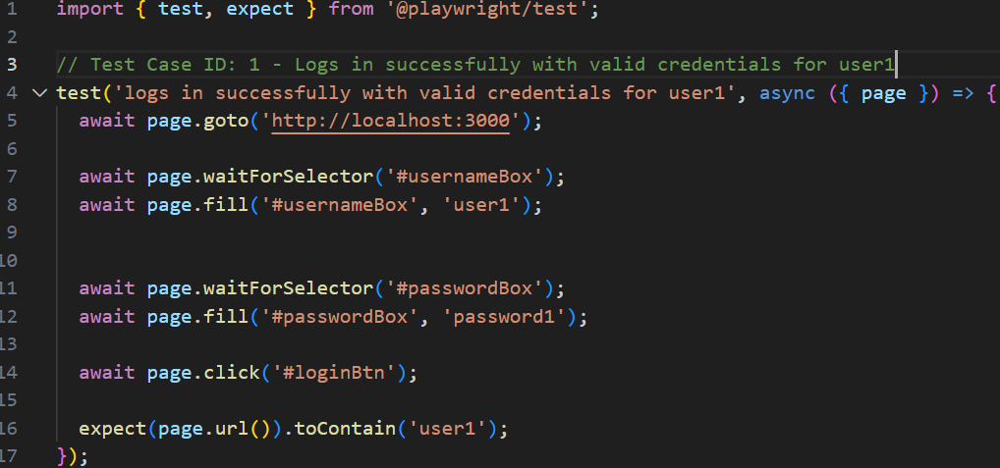 1 import { test, expect } from '@playwright/test';
2
3 // Test Case ID: 1 - Logs in successfully with valid credentials for user1
4 test('logs in successfully with valid credentials for user1', async ({ page }) => {
5 await page.goto('http://localhost:3000');
6
7 await page.waitForSelector('#usernameBox');
8 await page.fill('#usernameBox', 'user1');
9
10
11 await page.waitForSelector('#passwordBox');
12 await page.fill('#passwordBox', 'password1');
13
14 await page.click('#loginBtn');
15
16 expect(page.url()).toContain('user1');
17 });